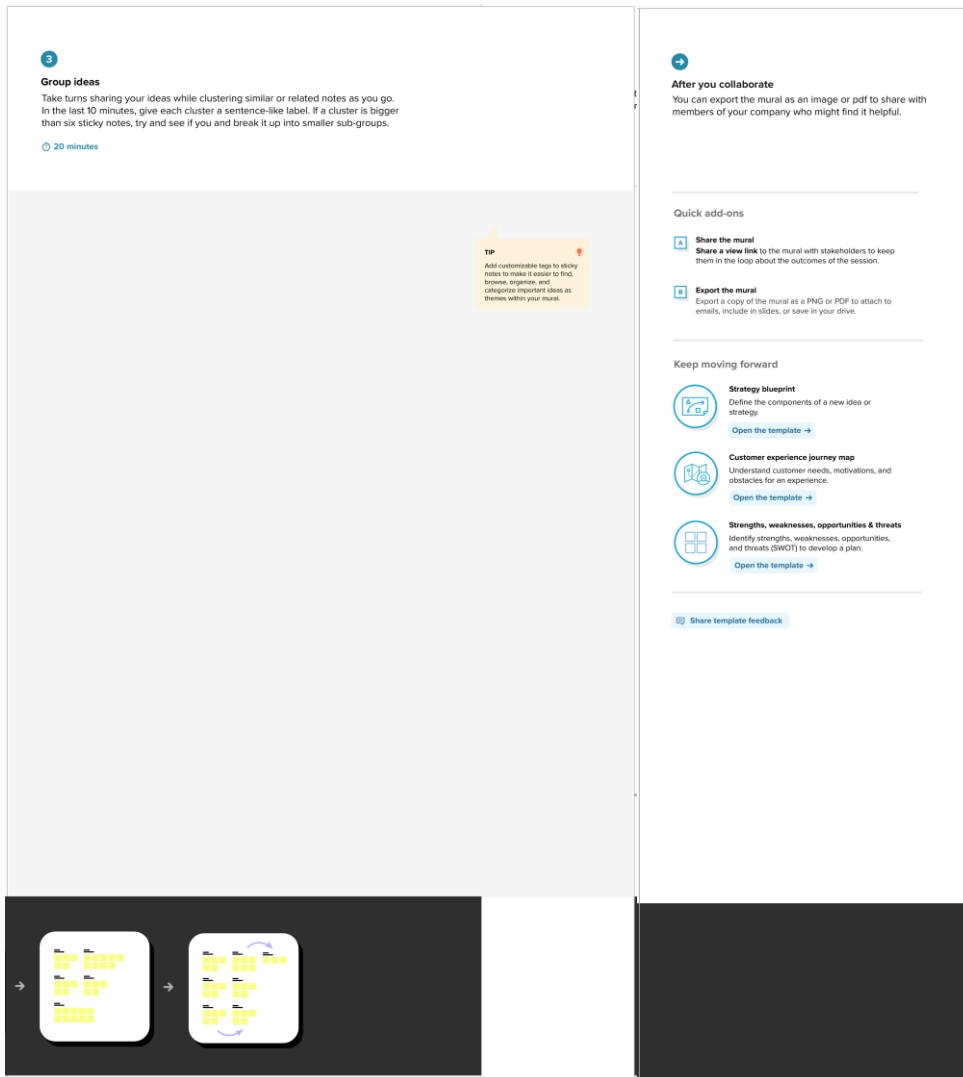 3
Group ideas
Take turns sharing your ideas while clustering similar or related notes as you go.
In the last 10 minutes, give each cluster a sentence-like label. If a cluster is bigger
than six sticky notes, try and see if you and break it up into smaller sub-groups.
20 minutes
TIP
Add customizable tags to sticky
notes to make it easier to find,
browse, organize, and
categorize important ideas as
themes within your mural.
t
r
After you collaborate
You can export the mural as an image or pdf to share with
members of your company who might find it helpful.
Quick add-ons
A
Share the mural
Share a view link to the mural with stakeholders to keep
them in the loop about the outcomes of the session.
B
Export the mural
Export a copy of the mural as a PNG or PDF to attach to
emails, include in slides, or save in your drive.
Keep moving forward
Strategy blueprint
Define the components of a new idea or
strategy.
Open the template →
Customer experience journey map
Understand customer needs, motivations, and
obstacles for an experience.
Open the template →
Strengths, weaknesses, opportunities & threats
Identify strengths, weaknesses, opportunities,
and threats (SWOT) to develop a plan.
Open the template →
Share template feedback